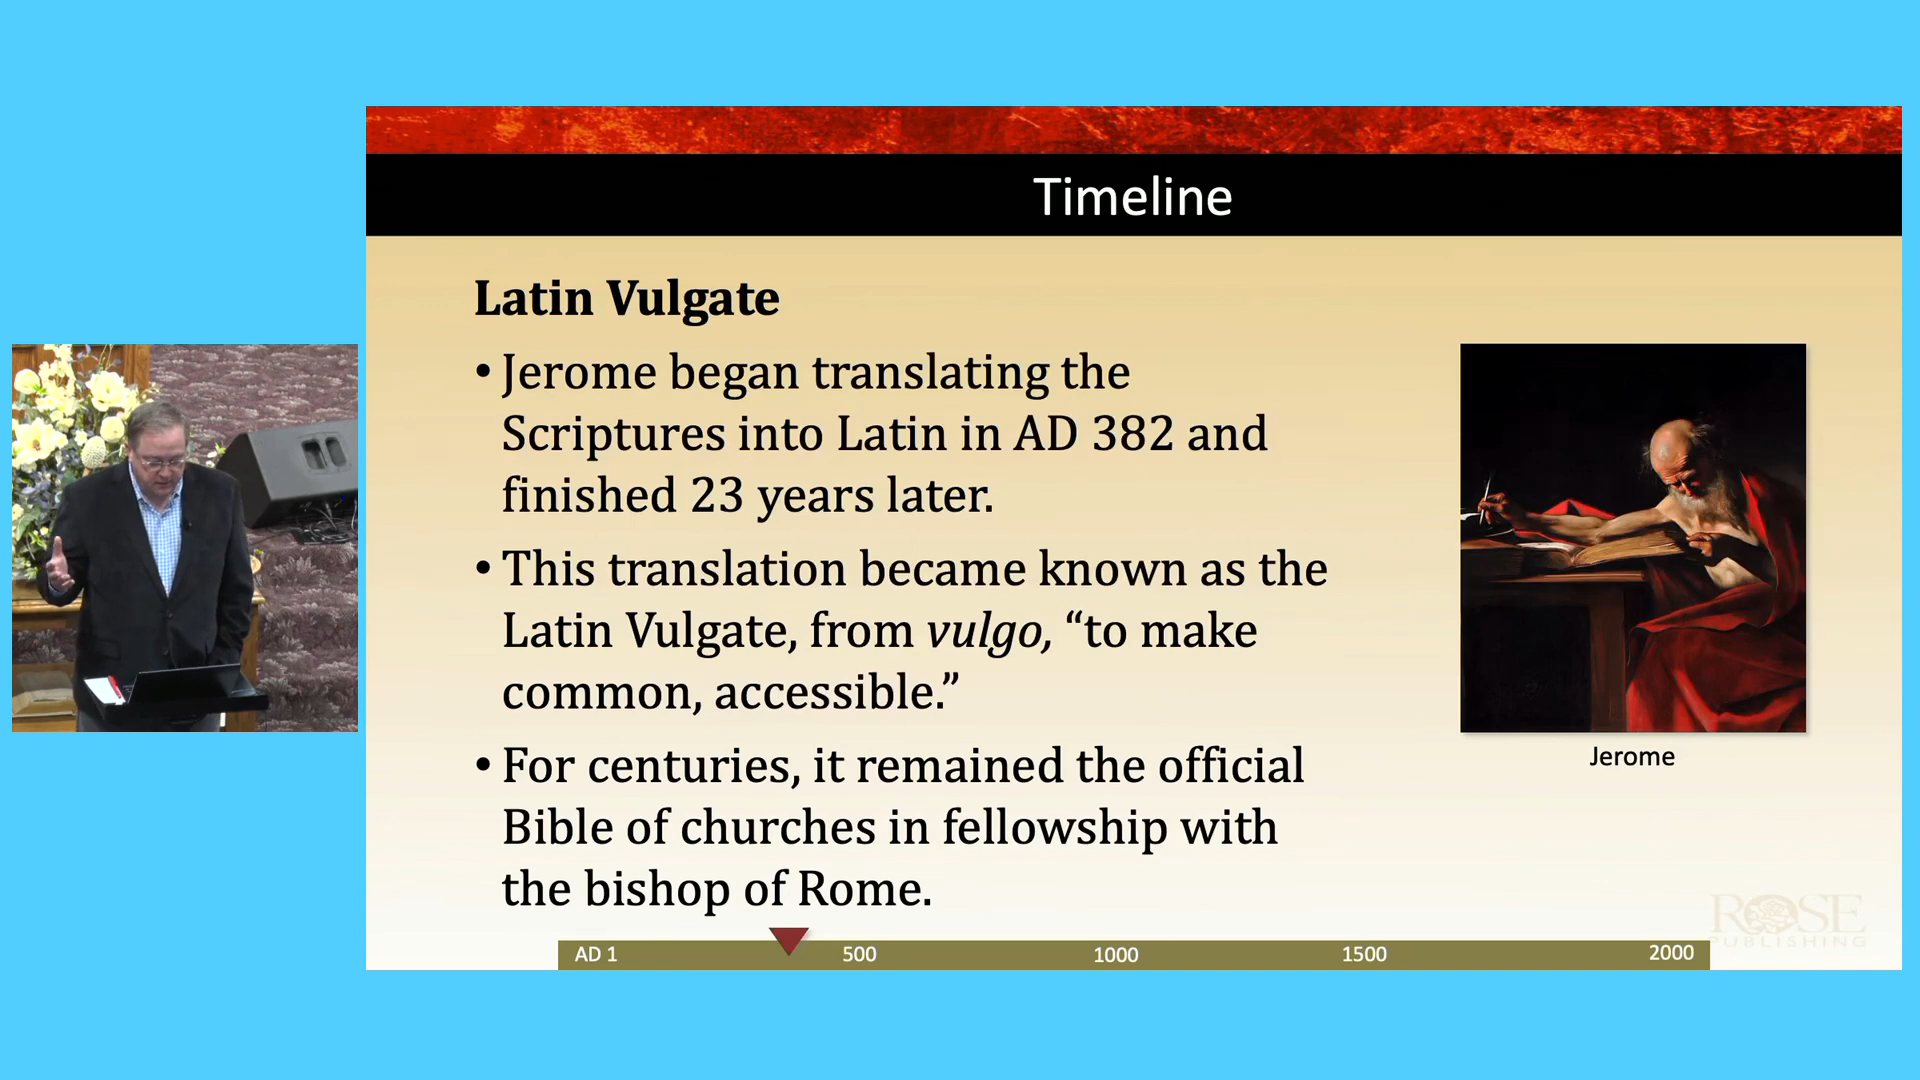 Timeline
Latin Vulgate
• Jerome began translating the
Scriptures into Latin in AD 382 and
finished 23 years later.
• This translation became known as the
Latin Vulgate, from vulgo, “to make
common, accessible.”
• For centuries, it remained the official
Bible of churches in fellowship with
the bishop of Rome.
Jerome
ROSE
PUBLISHING
AD 1 500 1000 1500 2000